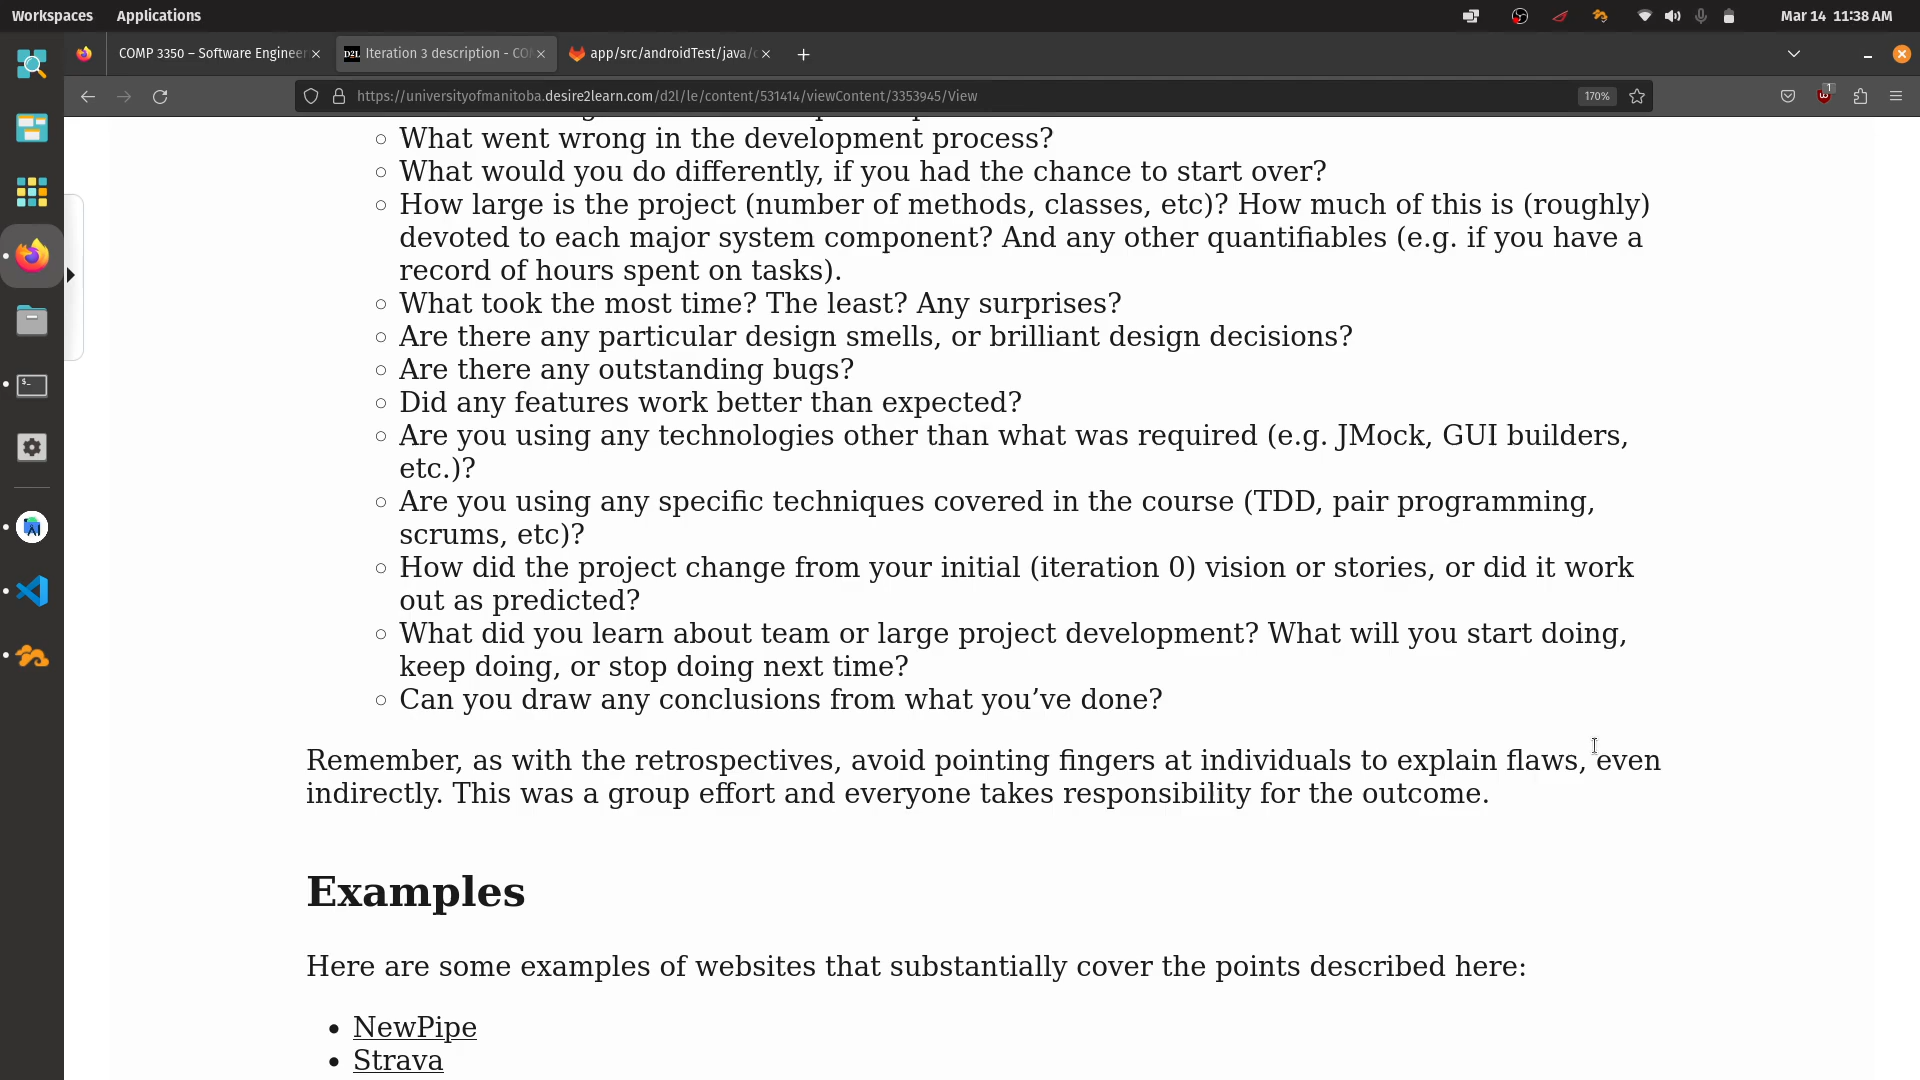 Workspaces Applications Mar 14 11:38 AM
COMP 3350 – Software Engineer
Iteration 3 description - CO
app/src/androidTest/java/c
https://universityofmanitoba.desire2learn.com/d2l/le/content/531414/viewContent/3353945/View 170% 1
What went wrong in the development process?
What would you do differently, if you had the chance to start over?
How large is the project (number of methods, classes, etc)? How much of this is (roughly)
devoted to each major system component? And any other quantifiables (e.g. if you have a
record of hours spent on tasks).
What took the most time? The least? Any surprises?
Are there any particular design smells, or brilliant design decisions?
Are there any outstanding bugs?
Did any features work better than expected?
Are you using any technologies other than what was required (e.g. JMock, GUI builders,
etc.)?
Are you using any specific techniques covered in the course (TDD, pair programming,
scrums, etc)?
How did the project change from your initial (iteration 0) vision or stories, or did it work
out as predicted?
What did you learn about team or large project development? What will you start doing,
keep doing, or stop doing next time?
Can you draw any conclusions from what you’ve done?
Remember, as with the retrospectives, avoid pointing fingers at individuals to explain flaws, even
indirectly. This was a group effort and everyone takes responsibility for the outcome.
Examples
Here are some examples of websites that substantially cover the points described here:
NewPipe
Strava